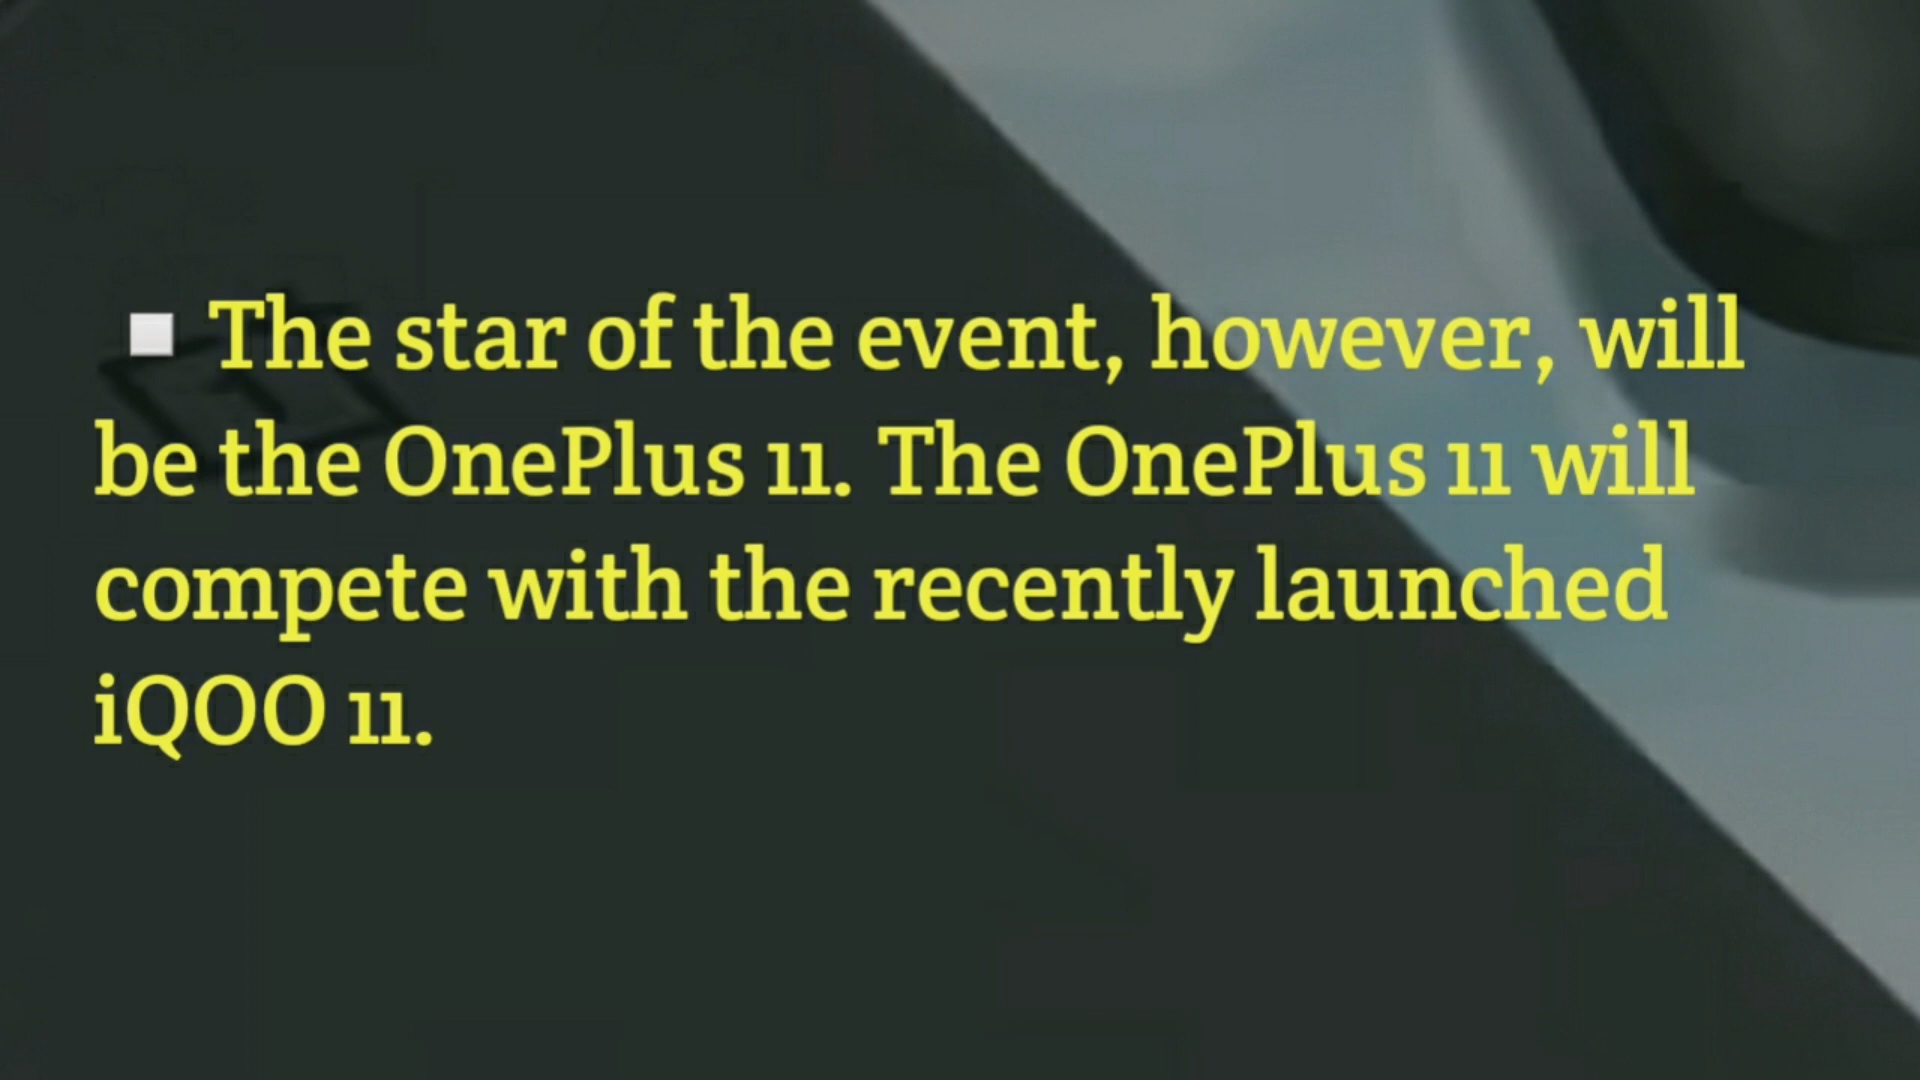 ▫️ The star of the event, however, will
be the OnePlus 11. The OnePlus 11 will
compete with the recently launched
iQOO 11.